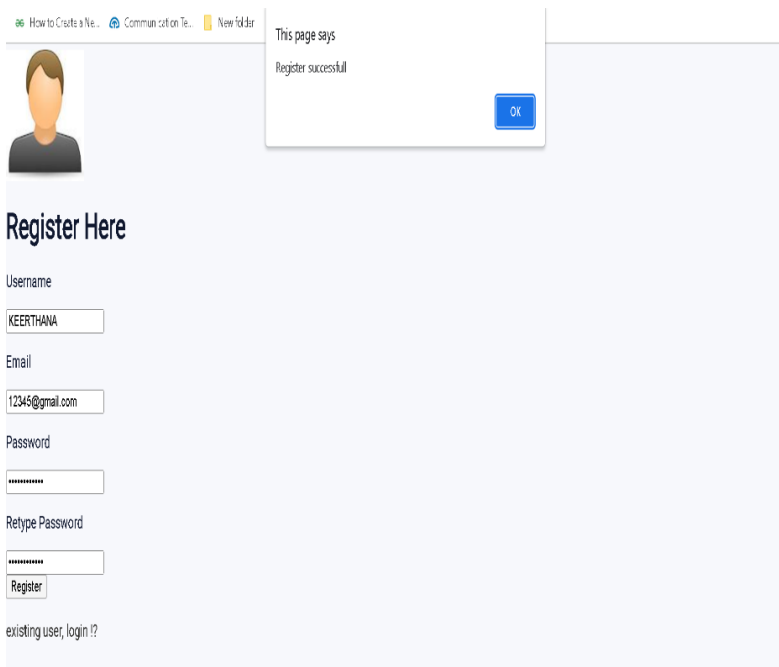 How to Create a Ne... Communication Te... New folder
This page says
Register successfull
OK
Register Here
Username
KEERTHANA
Email
12345@gmail.com
Password
••••••••••••
Retype Password
••••••••••••
Register
existing user, login !?